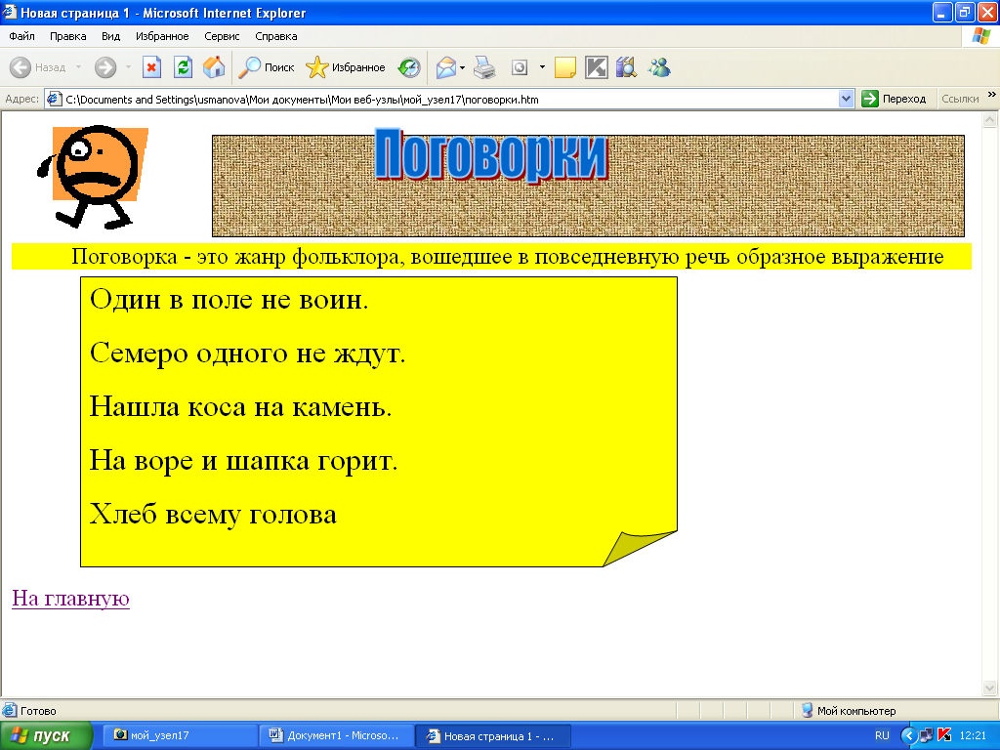 Новая страница 1 - Microsoft Internet Explorer
Файл Правка Вид Избранное Сервис Справка
Назад Поиск Избранное
Адрес: C:\Documents and Settings\usmanova\Мои документы\Мои веб-узлы\мой_узел17\поговорки.htm Переход Ссылки »
Поговорки
Поговорка - это жанр фольклора, вошедшее в повседневную речь образное выражение
Один в поле не воин.
Семеро одного не ждут.
Нашла коса на камень.
На воре и шапка горит.
Хлеб всему голова
На главную
Готово Мой компьютер
пуск мой_узел17 Документ1 - Microso... Новая страница 1 - ... RU 12:21